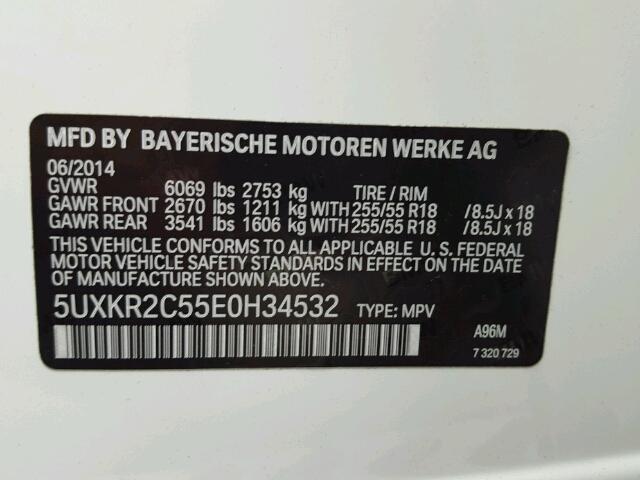 MFD BY BAYERISCHE MOTOREN WERKE AG
06/2014
GVWR 6069 lbs 2753 kg TIRE / RIM
GAWR FRONT 2670 lbs 1211 kg WITH 255/55 R18 /8.5J x 18
GAWR REAR 3541 lbs 1606 kg WITH 255/55 R18 /8.5J x 18
THIS VEHICLE CONFORMS TO ALL APPLICABLE U. S. FEDERAL
MOTOR VEHICLE SAFETY STANDARDS IN EFFECT ON THE DATE
OF MANUFACTURE SHOWN ABOVE.
5UXKR2C55E0H34532 TYPE: MPV
A96M
7 320 729